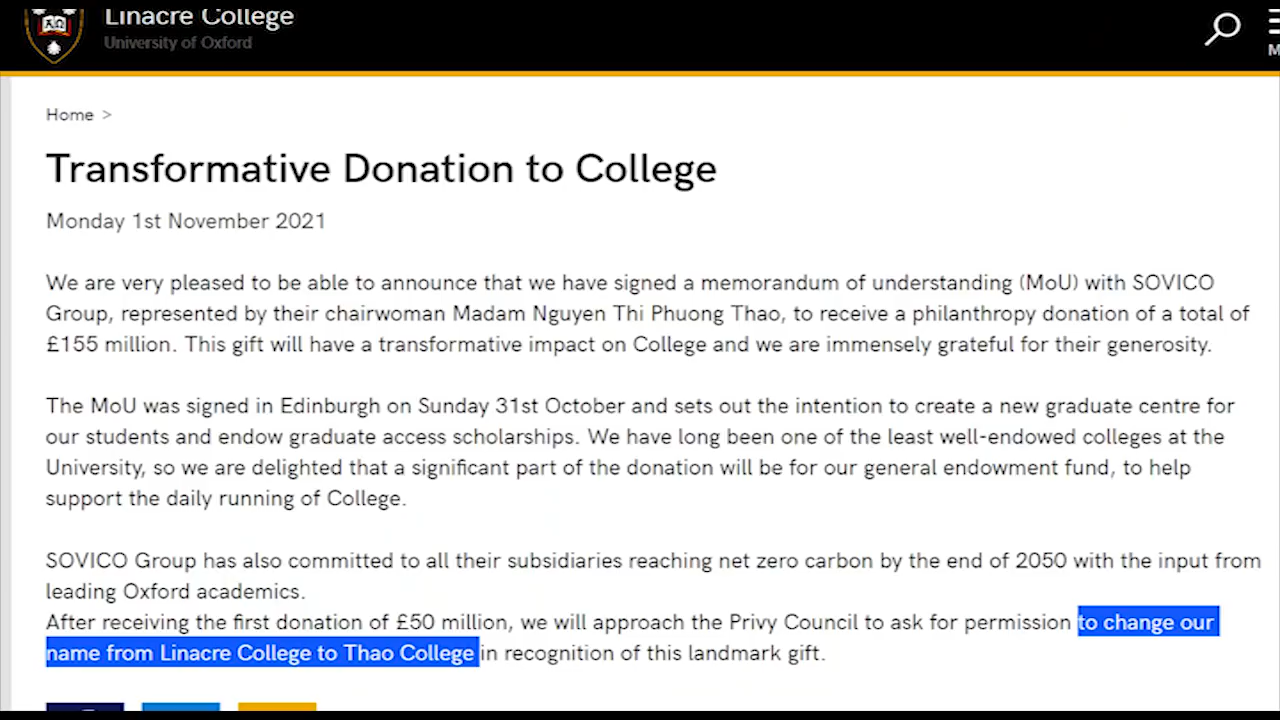 Linacre College
University of Oxford
M
Home >
Transformative Donation to College
Monday 1st November 2021
We are very pleased to be able to announce that we have signed a memorandum of understanding (MoU) with SOVICO
Group, represented by their chairwoman Madam Nguyen Thi Phuong Thao, to receive a philanthropy donation of a total of
£155 million. This gift will have a transformative impact on College and we are immensely grateful for their generosity.
The MoU was signed in Edinburgh on Sunday 31st October and sets out the intention to create a new graduate centre for
our students and endow graduate access scholarships. We have long been one of the least well-endowed colleges at the
University, so we are delighted that a significant part of the donation will be for our general endowment fund, to help
support the daily running of College.
SOVICO Group has also committed to all their subsidiaries reaching net zero carbon by the end of 2050 with the input from
leading Oxford academics.
After receiving the first donation of £50 million, we will approach the Privy Council to ask for permission to change our
name from Linacre College to Thao College in recognition of this landmark gift.